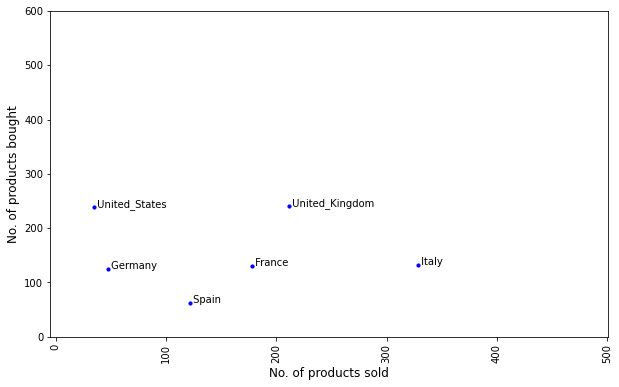 600
500
400
300
200
100
0
No. of products bought
United_States
United_Kingdom
Germany
France
Italy
Spain
0
100
200
300
400
500
No. of products sold